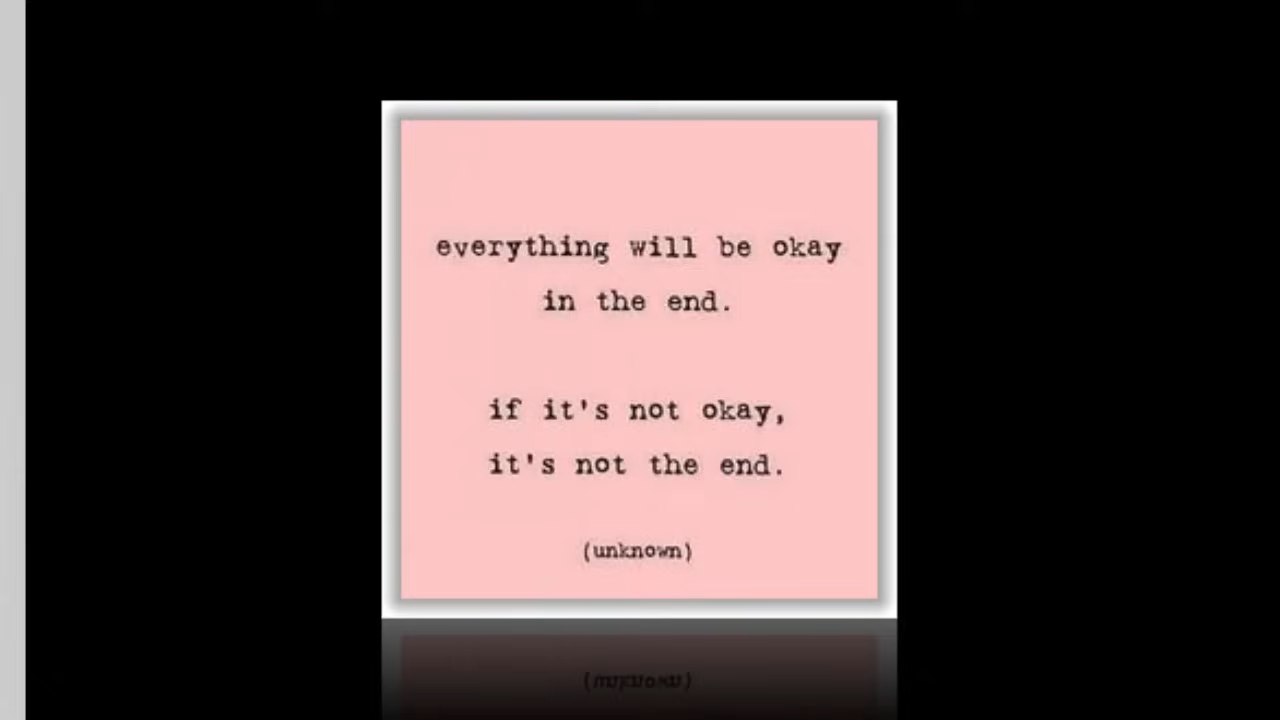 everything will be okay
in the end.
if it's not okay,
it's not the end.
(unknown)